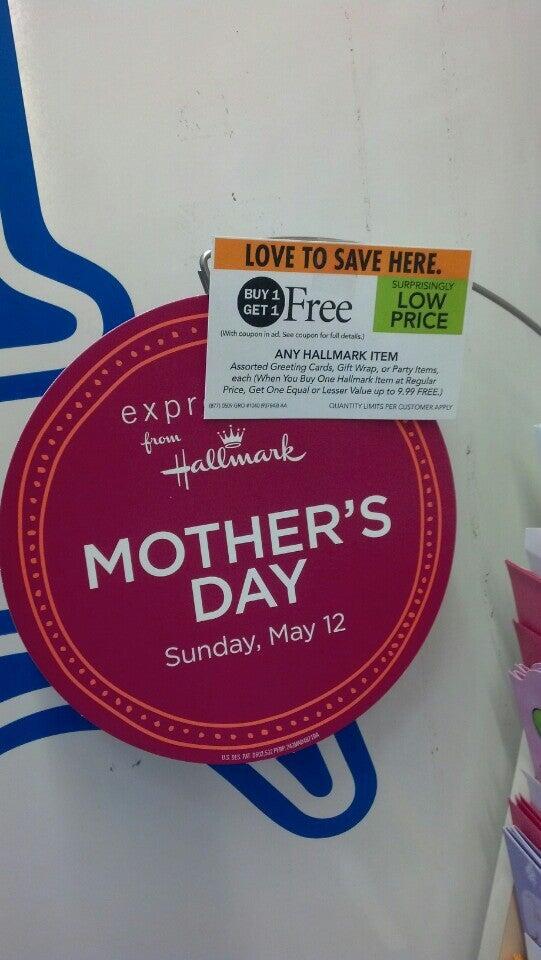 LOVE TO SAVE HERE.
BUY 1
GET 1
Free
SURPRISINGLY
LOW
PRICE
(With coupon in ad. See coupon for full details.)
ANY HALLMARK ITEM
Assorted Greeting Cards, Gift Wrap, or Party Items,
each (When You Buy One Hallmark Item at Regular
Price, Get One Equal or Lesser Value up to 9.99 FREE.)
QUANTITY LIMITS PER CUSTOMER APPLY
expr
from
Hallmark
MOTHER'S
DAY
Sunday, May 12